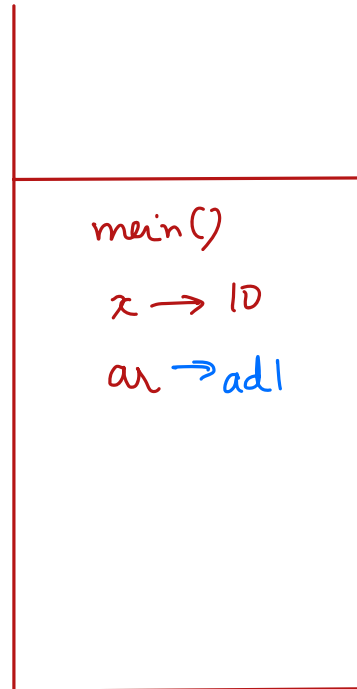 main()
x → 10
ar → ad1